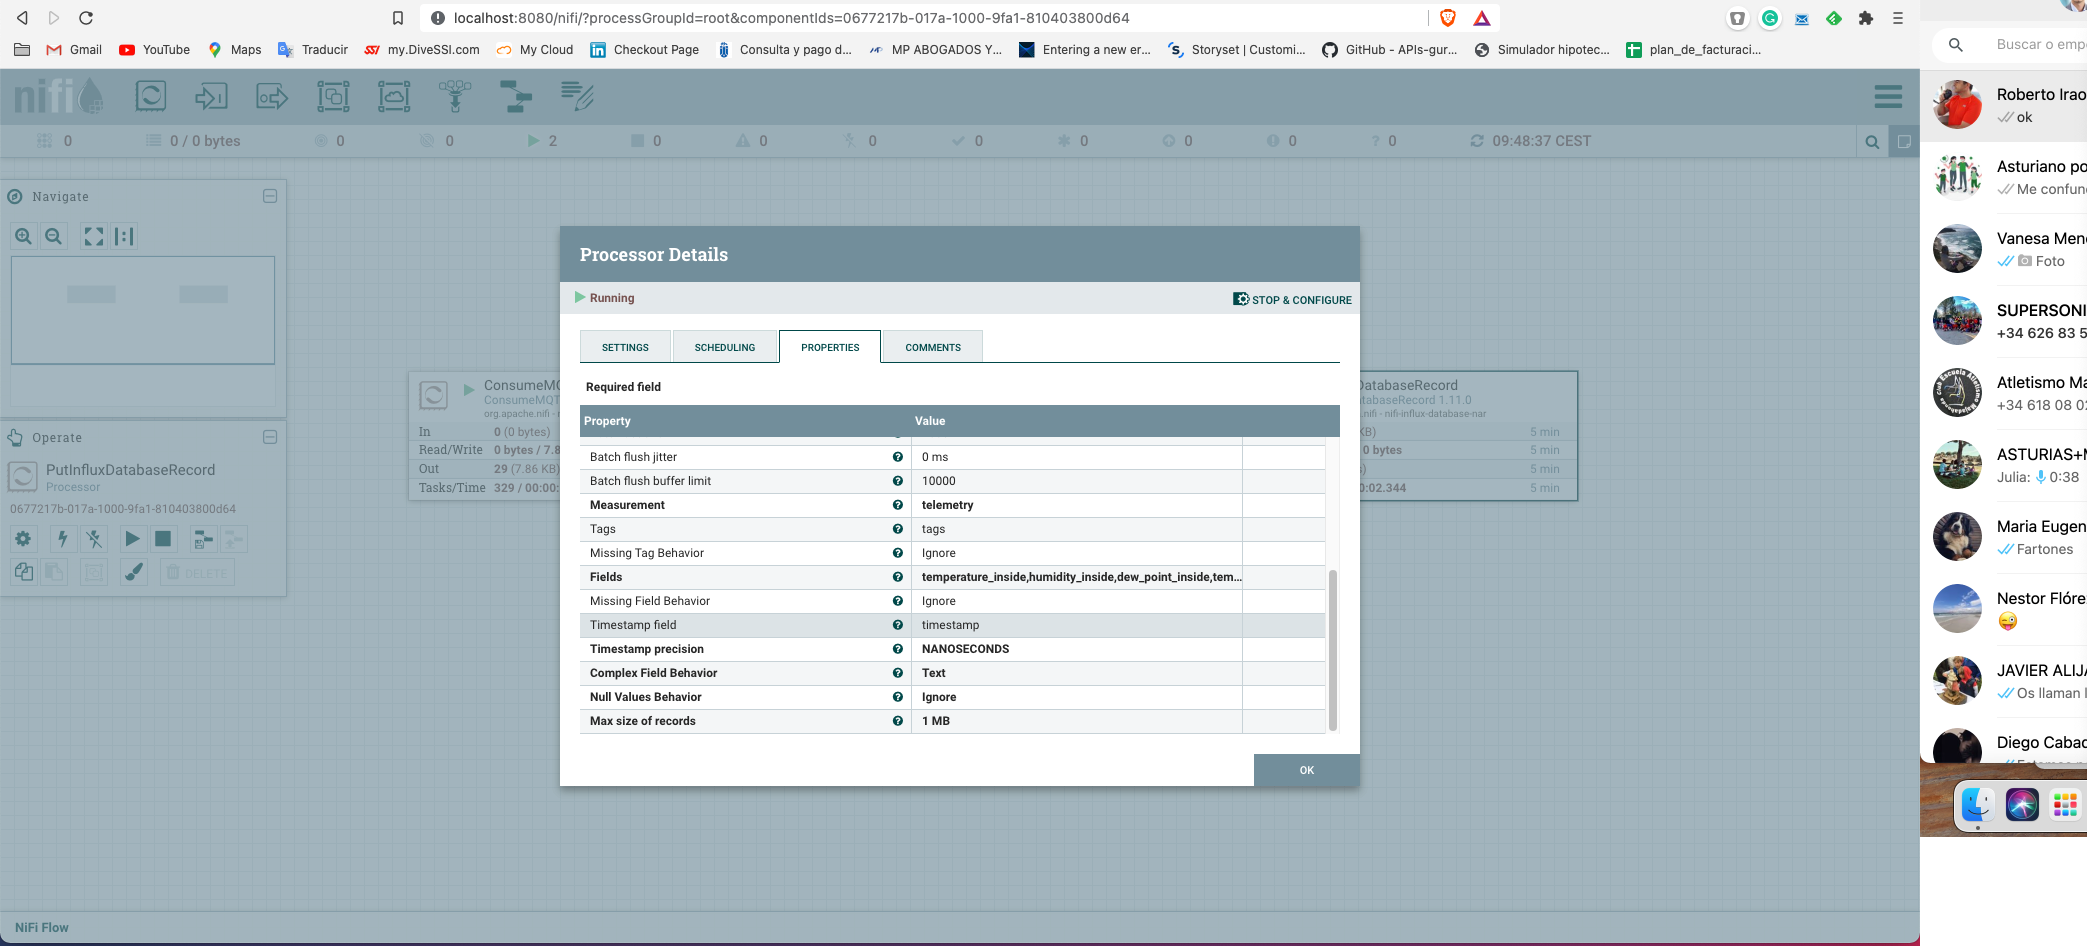 localhost:8080/nifi/?processGroupId=root&componentIds=0677217b-017a-1000-9fa1-810403800d64
Gmail YouTube Maps Traducir my.DiveSSI.com My Cloud Checkout Page Consulta y pago d... MP ABOGADOS Y... Entering a new er... Storyset | Customi... GitHub - APIs-gur... Simulador hipotec... plan_de_facturaci...
nifi
0 0 / 0 bytes 0 0 2 0 0 0 0 0 0 0 ? 0 09:48:37 CEST
Navigate
Operate
PutInfluxDatabaseRecord
Processor
0677217b-017a-1000-9fa1-810403800d64
DELETE
ConsumeMQ
ConsumeMQT
org.apache.nifi -
In 0 (0 bytes)
Read/Write 0 bytes / 7.8
Out 29 (7.86 KB)
Tasks/Time 329 / 00:00:
Processor Details
Running
STOP & CONFIGURE
SETTINGS SCHEDULING PROPERTIES COMMENTS
Required field
Property Value
Batch flush jitter ? 0 ms
Batch flush buffer limit ? 10000
Measurement ? telemetry
Tags ? tags
Missing Tag Behavior ? Ignore
Fields ? temperature_inside,humidity_inside,dew_point_inside,tem...
Missing Field Behavior ? Ignore
Timestamp field ? timestamp
Timestamp precision ? NANOSECONDS
Complex Field Behavior ? Text
Null Values Behavior ? Ignore
Max size of records ? 1 MB
OK
DatabaseRecord
tabaseRecord 1.11.0
.nifi - nifi-influx-database-nar
KB) 5 min
0 bytes 5 min
s) 5 min
0:02.344 5 min
NiFi Flow
Buscar o empe
Roberto Irao
ok
Asturiano po
Me confun
Vanesa Men
Foto
SUPERSONI
+34 626 83 5
Atletismo Ma
+34 618 08 02
ASTURIAS+M
Julia: 0:38
Maria Eugen
Fartones
Nestor Flóre
JAVIER ALIJA
Os llaman l
Diego Cabac